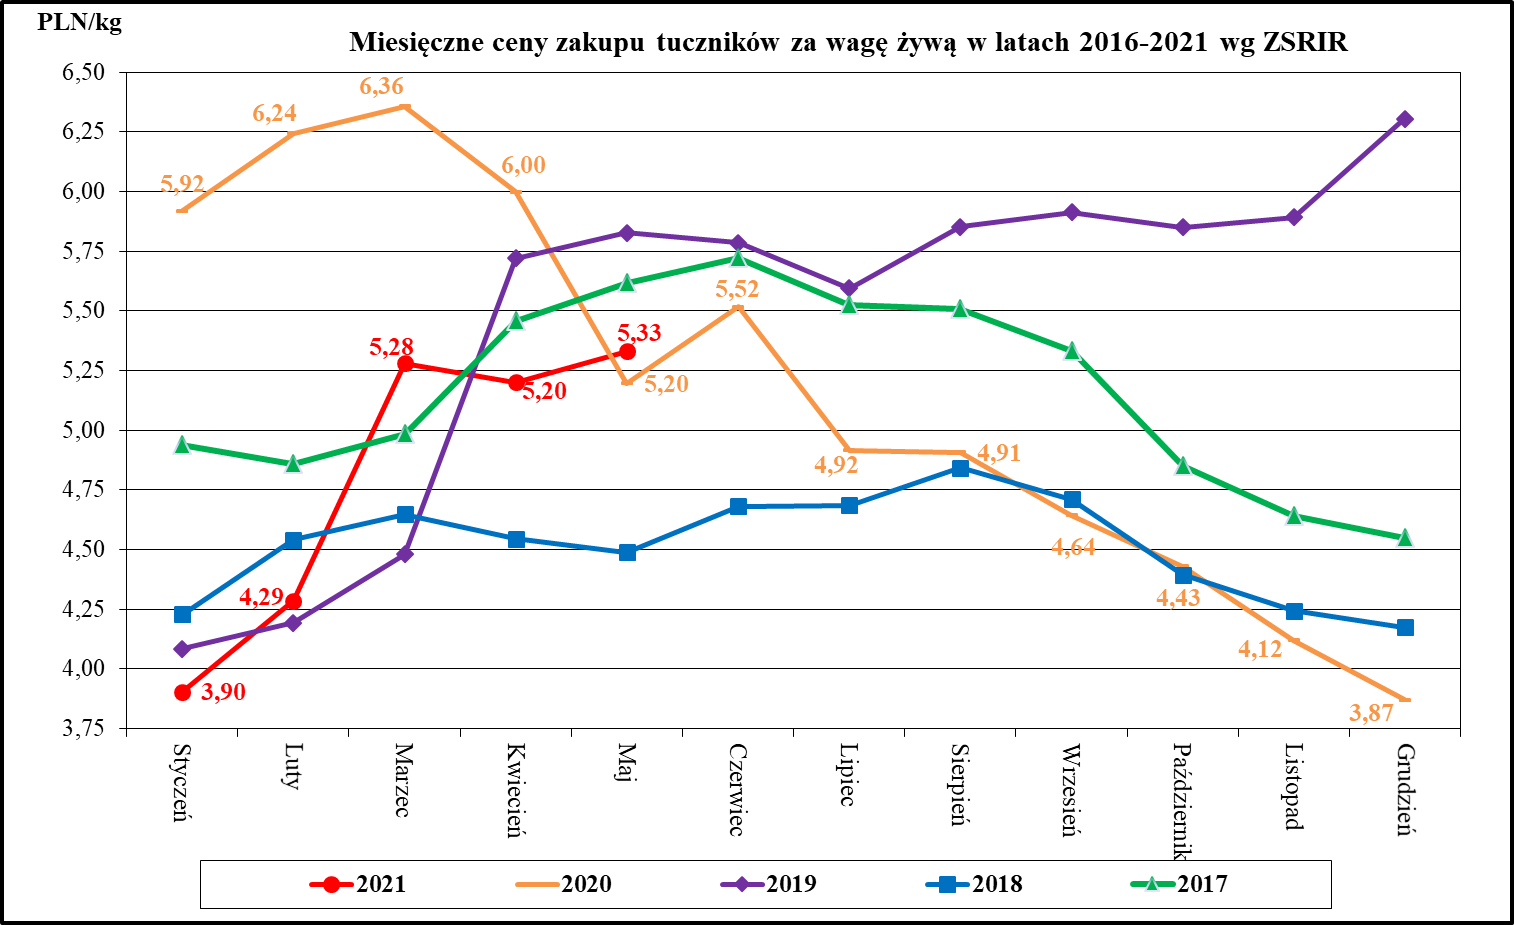 PLN/kg
Miesięczne ceny zakupu tuczników za wagę żywą w latach 2016-2021 wg ZSRIR
6,50
6,25
6,00
5,75
5,50
5,25
5,00
4,75
4,50
4,25
4,00
3,75
5,92
6,24
6,36
6,00
5,20
5,52
4,92
4,91
4,64
4,43
4,12
3,87
3,90
4,29
5,28
5,20
5,33
Styczeń
Luty
Marzec
Kwiecień
Maj
Czerwiec
Lipiec
Sierpień
Wrzesień
Październik
Listopad
Grudzień
2021 2020 2019 2018 2017